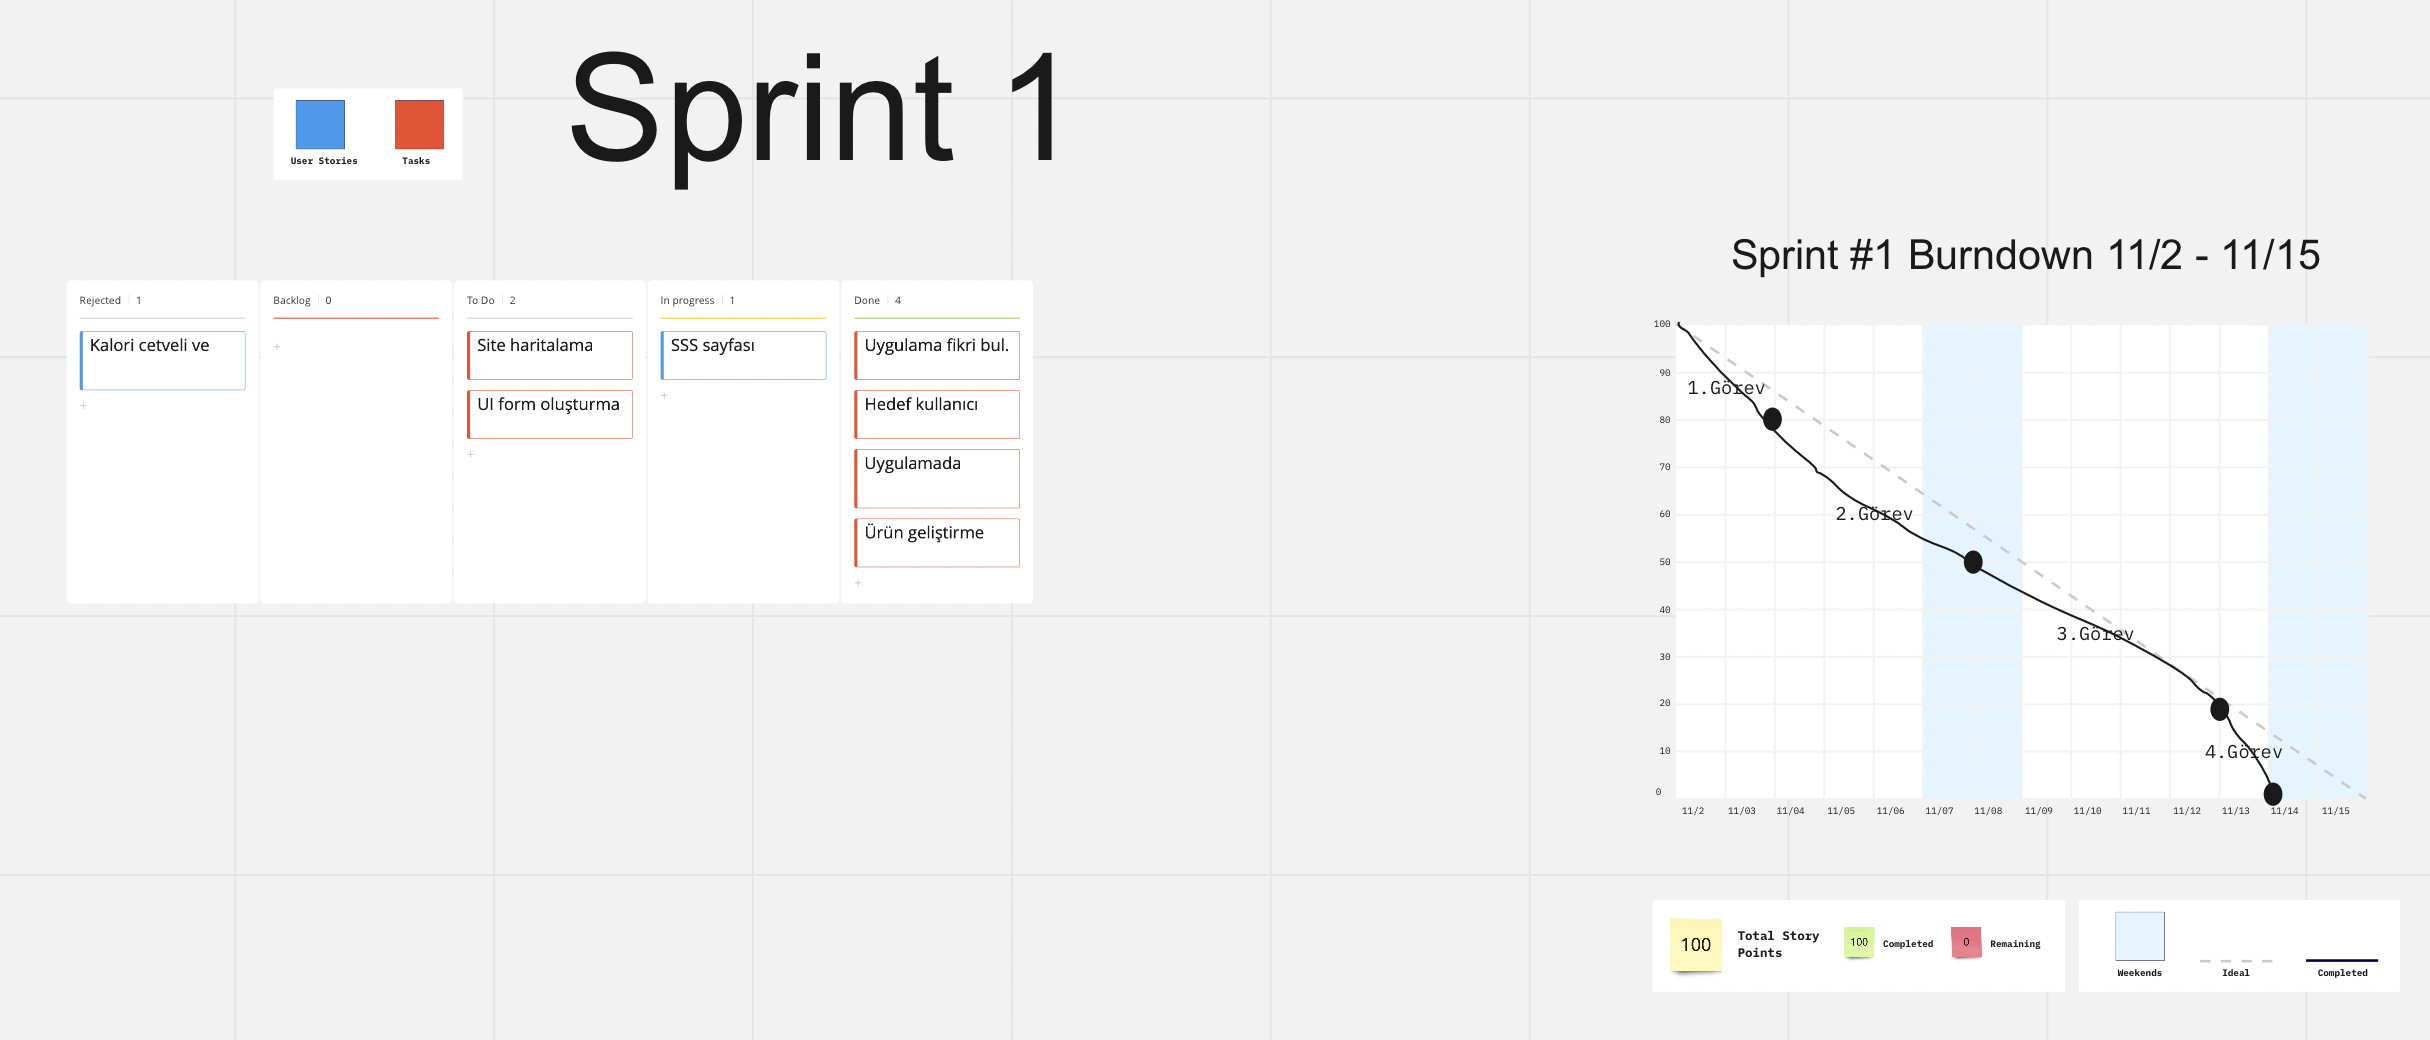 Sprint 1
User Stories
Tasks
Rejected 1
Kalori cetveli ve
+
Backlog 0
+
To Do 2
Site haritalama
UI form oluşturma
+
In progress 1
SSS sayfası
+
Done 4
Uygulama fikri bul.
Hedef kullanıcı
Uygulamada
Ürün geliştirme
+
Sprint #1 Burndown 11/2 - 11/15
100
90
80
70
60
50
40
30
20
10
0
1.Görev
2.Görev
3.Görev
4.Görev
11/2 11/03 11/04 11/05 11/06 11/07 11/08 11/09 11/10 11/11 11/12 11/13 11/14 11/15
100
Total Story
Points
100 Completed
0 Remaining
Weekends
Ideal
Completed